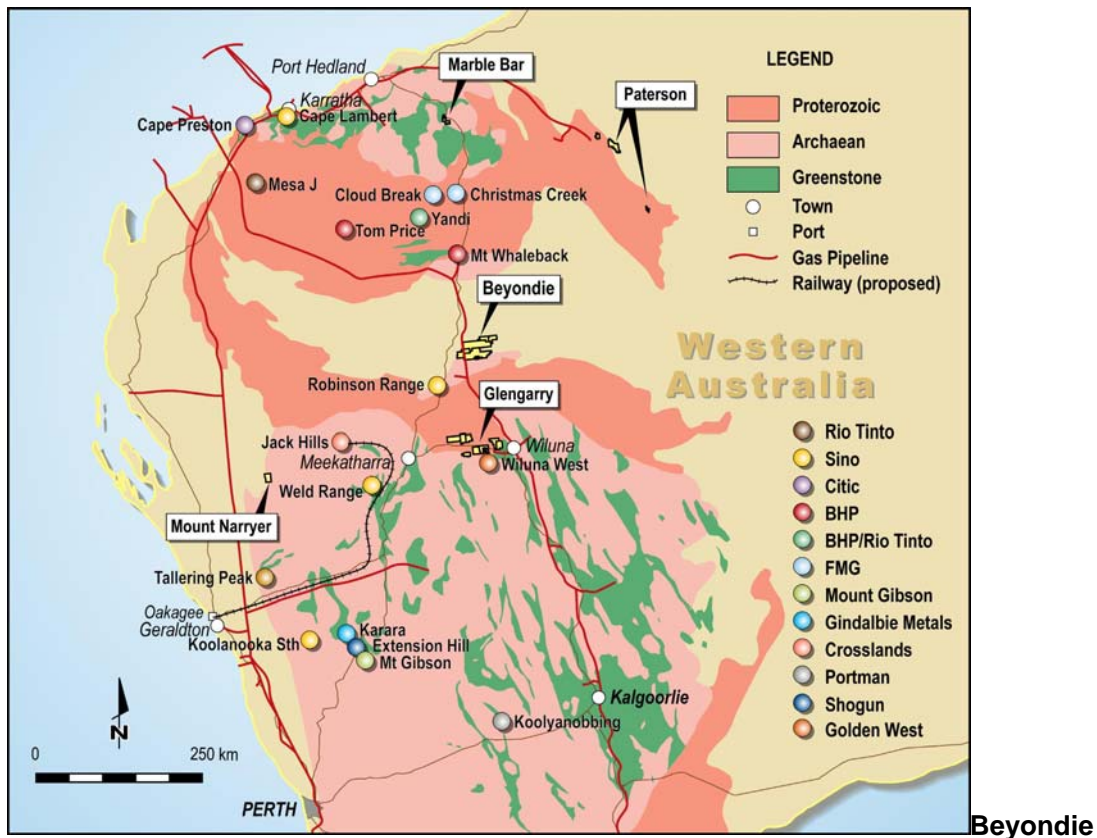 Port Hedland
Marble Bar
Karratha
Paterson
Cape Preston
Cape Lambert
Mesa J
Cloud Break
Christmas Creek
Yandi
Tom Price
Mt Whaleback
Beyondie
Robinson Range
Glengarry
Jack Hills
Meekatharra
Wiluna
Wiluna West
Weld Range
Mount Narryer
Tallering Peak
Oakagee
Geraldton
Koolanooka Sth
Karara
Extension Hill
Mt Gibson
Kalgoorlie
Koolyanobbing
N
0
250 km
PERTH
LEGEND
Proterozoic
Archaean
Greenstone
Town
Port
Gas Pipeline
Railway (proposed)
Western
Australia
Rio Tinto
Sino
Citic
BHP
BHP/Rio Tinto
FMG
Mount Gibson
Gindalbie Metals
Crosslands
Portman
Shogun
Golden West
Beyondie